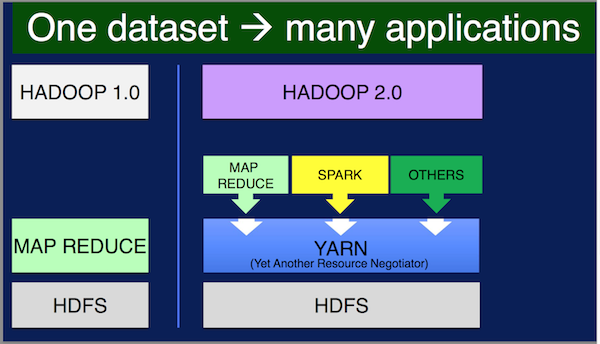 One dataset → many applications
HADOOP 1.0
HADOOP 2.0
MAP
REDUCE
SPARK
OTHERS
MAP REDUCE
YARN
(Yet Another Resource Negotiator)
HDFS
HDFS